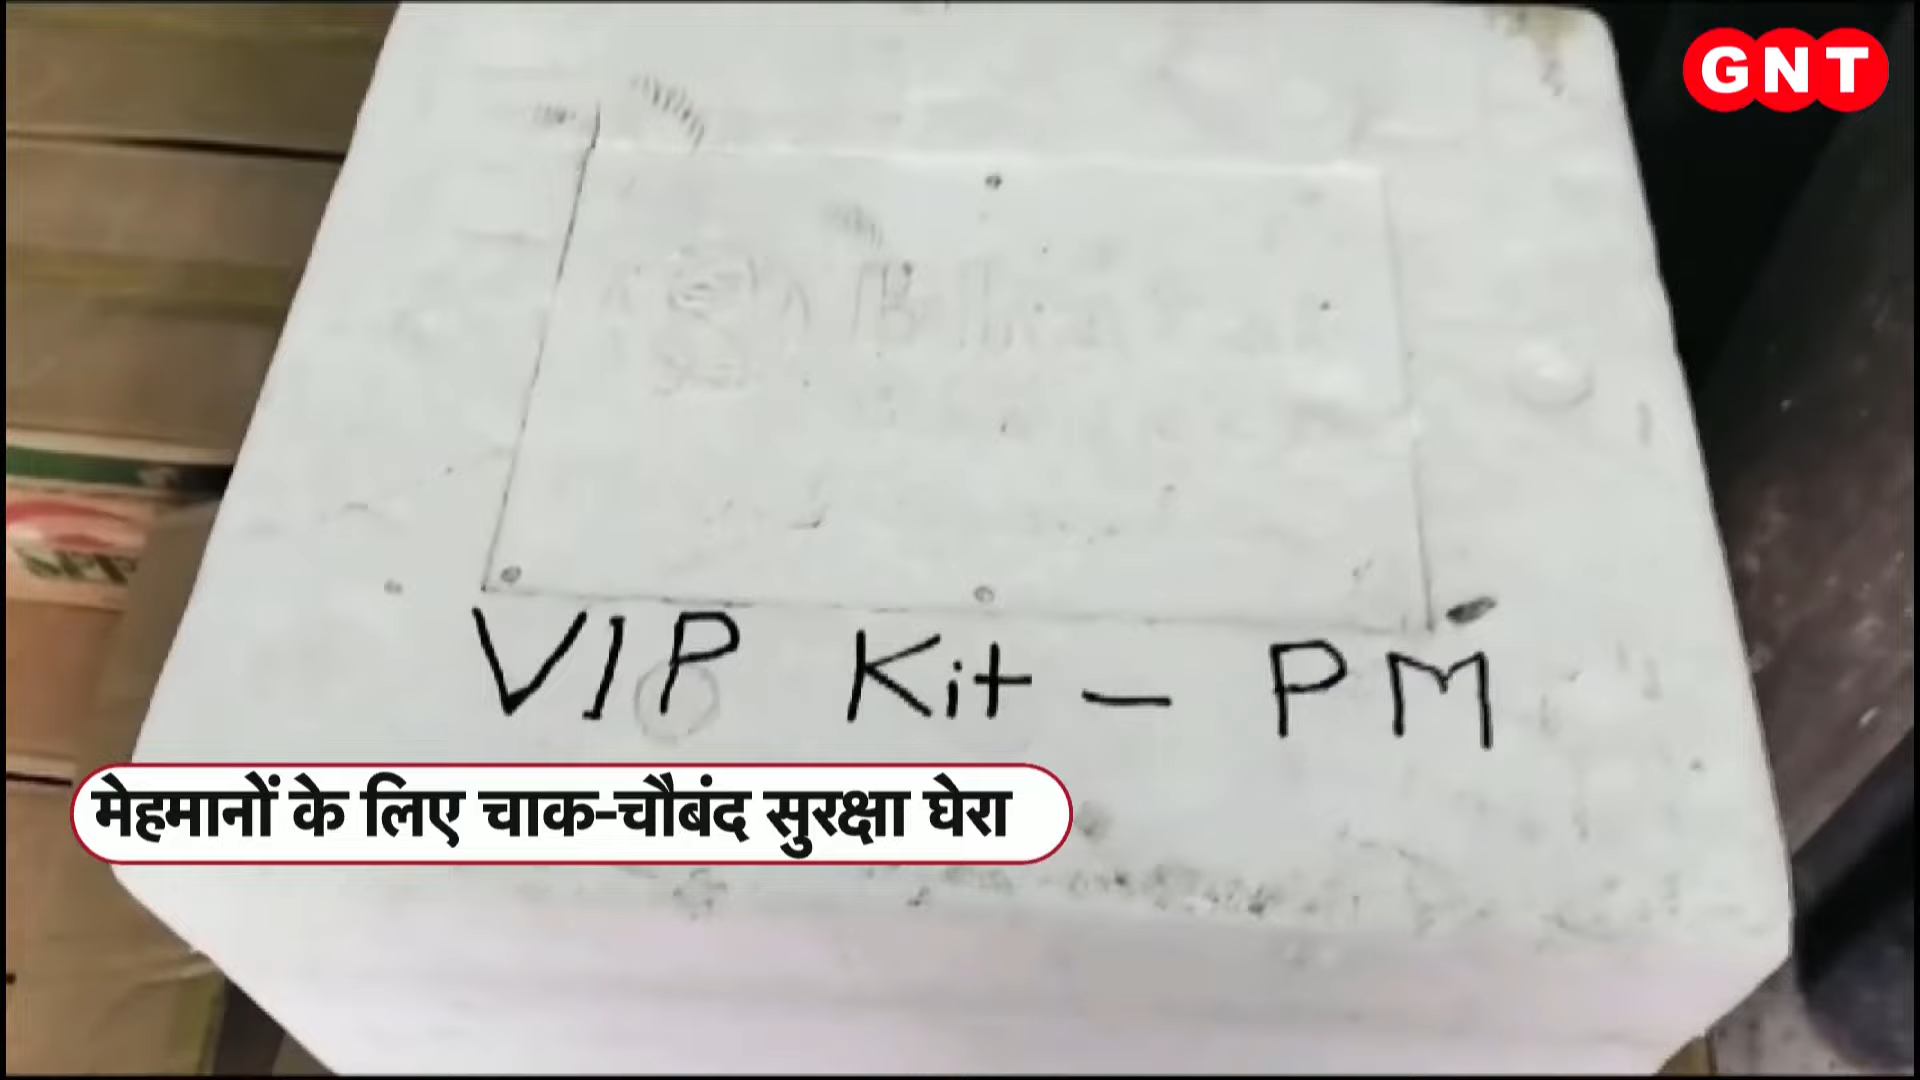 GNT
VIP Kit - PM
मेहमानों के लिए चाक-चौबंद सुरक्षा घेरा